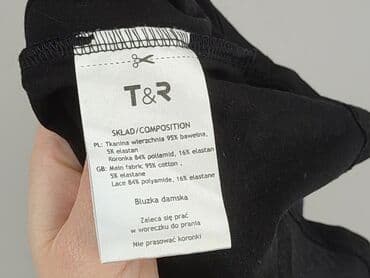 T&R
SKŁAD/COMPOSITION
PL: Tkanina wierzchnia 95% bawełna,
5% elastan
Koronka 84% poliamid, 16% elastan
GB: Main fabric 95% cotton ,
5% elastane
Lace 84% polyamide, 16% elastane
Bluzka damska
Zaleca się prać
w woreczku do prania
Nie prasować koronki